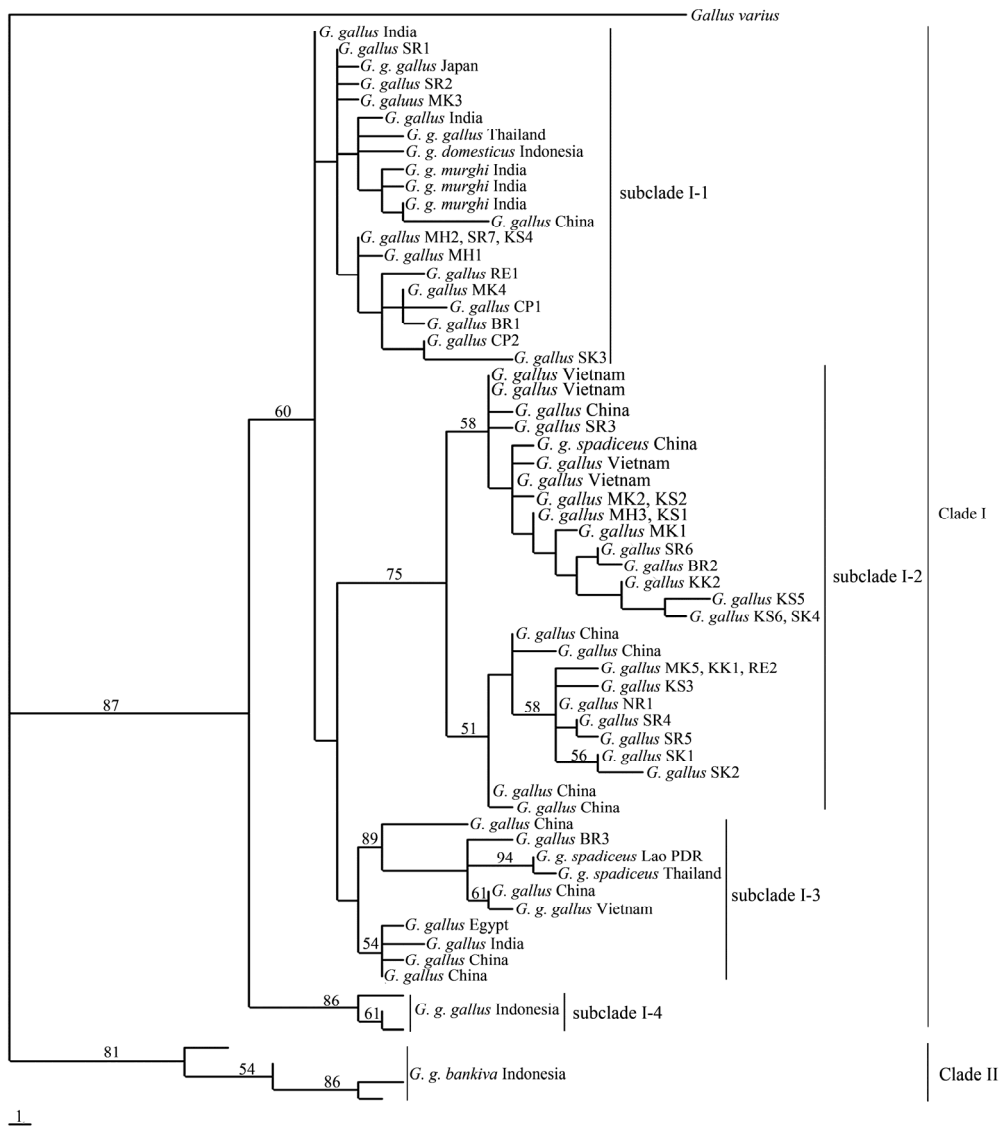 Gallus varius
G. gallus India
G. gallus SR1
G. g. gallus Japan
G. gallus SR2
G. galuus MK3
G. gallus India
G. g. gallus Thailand
G. g. domesticus Indonesia
G. g. murghi India
G. g. murghi India
subclade I-1
G. g. murghi India
G. gallus China
G. gallus MH2, SR7, KS4
G. gallus MH1
G. gallus RE1
G. gallus MK4
G. gallus CP1
G. gallus BR1
G. gallus CP2
G. gallus SK3
G. gallus Vietnam
G. gallus Vietnam
60
G. gallus China
58
G. gallus SR3
G. g. spadiceus China
G. gallus Vietnam
G. gallus Vietnam
G. gallus MK2, KS2
G. gallus MH3, KS1
Clade I
G. gallus MK1
G. gallus SR6
G. gallus BR2
75
subclade I-2
G. gallus KK2
G. gallus KS5
G. gallus KS6, SK4
G. gallus China
G. gallus China
G. gallus MK5, KK1, RE2
G. gallus KS3
87
58
G. gallus NR1
G. gallus SR4
51
G. gallus SR5
56
G. gallus SK1
G. gallus SK2
G. gallus China
G. gallus China
G. gallus China
89
G. gallus BR3
94
G. g. spadiceus Lao PDR
G. g. spadiceus Thailand
61
G. gallus China
subclade I-3
G. g. gallus Vietnam
G. gallus Egypt
54
G. gallus India
G. gallus China
G. gallus China
86
61
G. g. gallus Indonesia
subclade I-4
81
54
86
G. g. bankiva Indonesia
Clade II
1